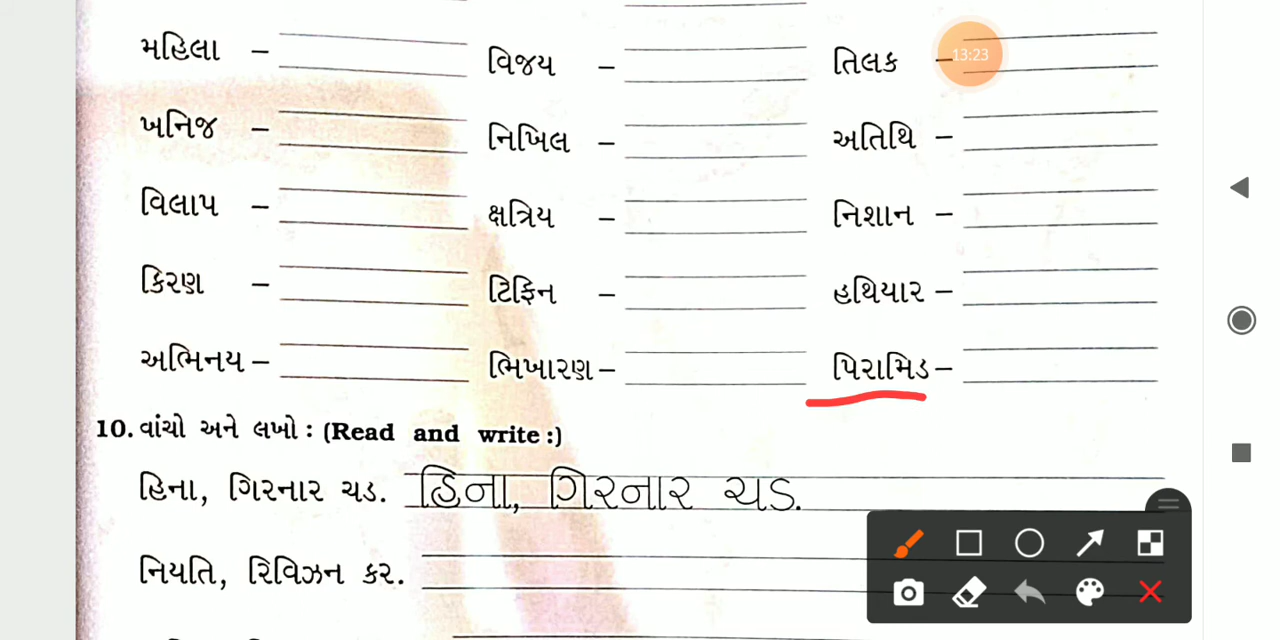 મહિલા – વિજય – તિલક – 13:23
ખનિજ – નિખિલ – અતિથિ –
વિલાપ – ક્ષત્રિય – નિશાન –
કિરણ – ટિફિન – હથિયાર –
અભિનય – ભિખારણ – પિરામિડ –
10. વાંચો અને લખો : (Read and write :)
હિના, ગિરનાર ચડ. હિના, ગિરનાર ચડ.
નિયતિ, રિવિઝન કર.